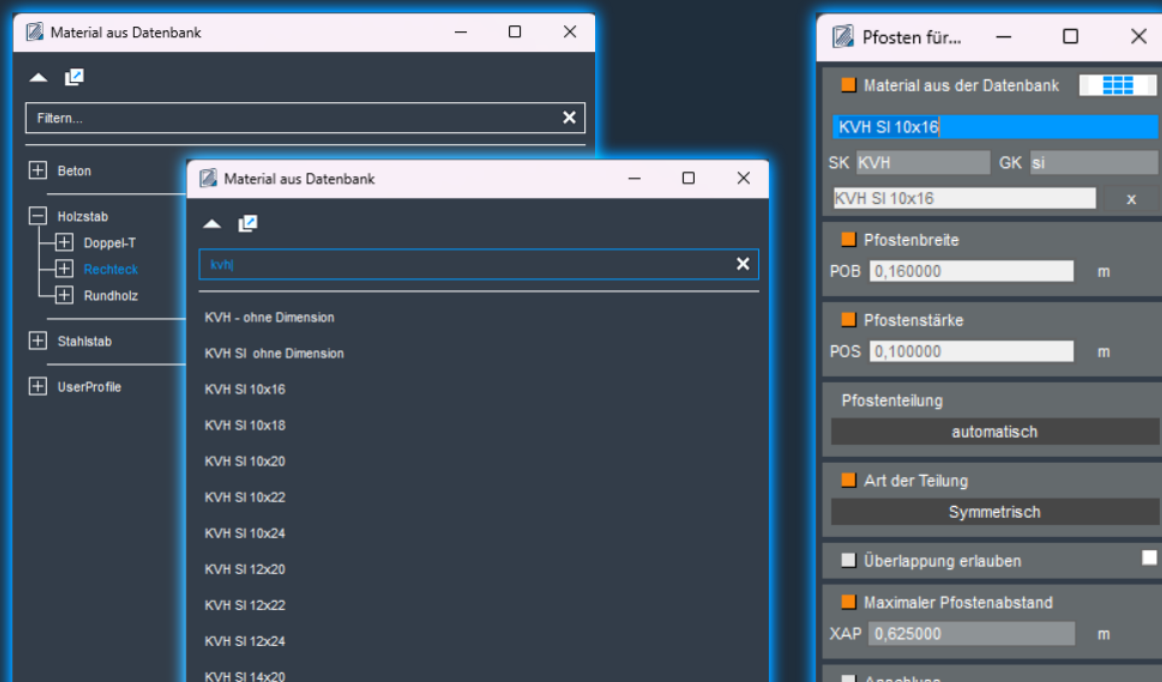 Material aus Datenbank
Filtern...
Beton
Holzstab
Doppel-T
Rechteck
Rundholz
Stahlstab
UserProfile
Material aus Datenbank
kvh
KVH - ohne Dimension
KVH SI ohne Dimension
KVH SI 10x16
KVH SI 10x18
KVH SI 10x20
KVH SI 10x22
KVH SI 10x24
KVH SI 12x20
KVH SI 12x22
KVH SI 12x24
KVH SI 14x20
Pfosten für...
Material aus der Datenbank
KVH SI 10x16
SK KVH GK si
KVH SI 10x16 x
Pfostenbreite
POB 0,160000 m
Pfostenstärke
POS 0,100000 m
Pfostenteilung
automatisch
Art der Teilung
Symmetrisch
Überlappung erlauben
Maximaler Pfostenabstand
XAP 0,625000 m